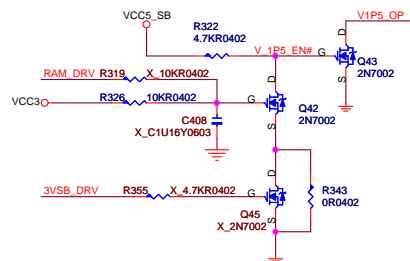 V1P5_OP
VCC5_SB
R322
4.7KR0402
V_1P5_EN#
D
G
Q43
2N7002
S
RAM_DRV
R319
X_10KR0402
D
VCC3
R326
10KR0402
G
Q42
2N7002
C408
X_C1U16Y0603
S
D
3VSB_DRV
R355
X_4.7KR0402
G
R343
0R0402
S
Q45
X_2N7002